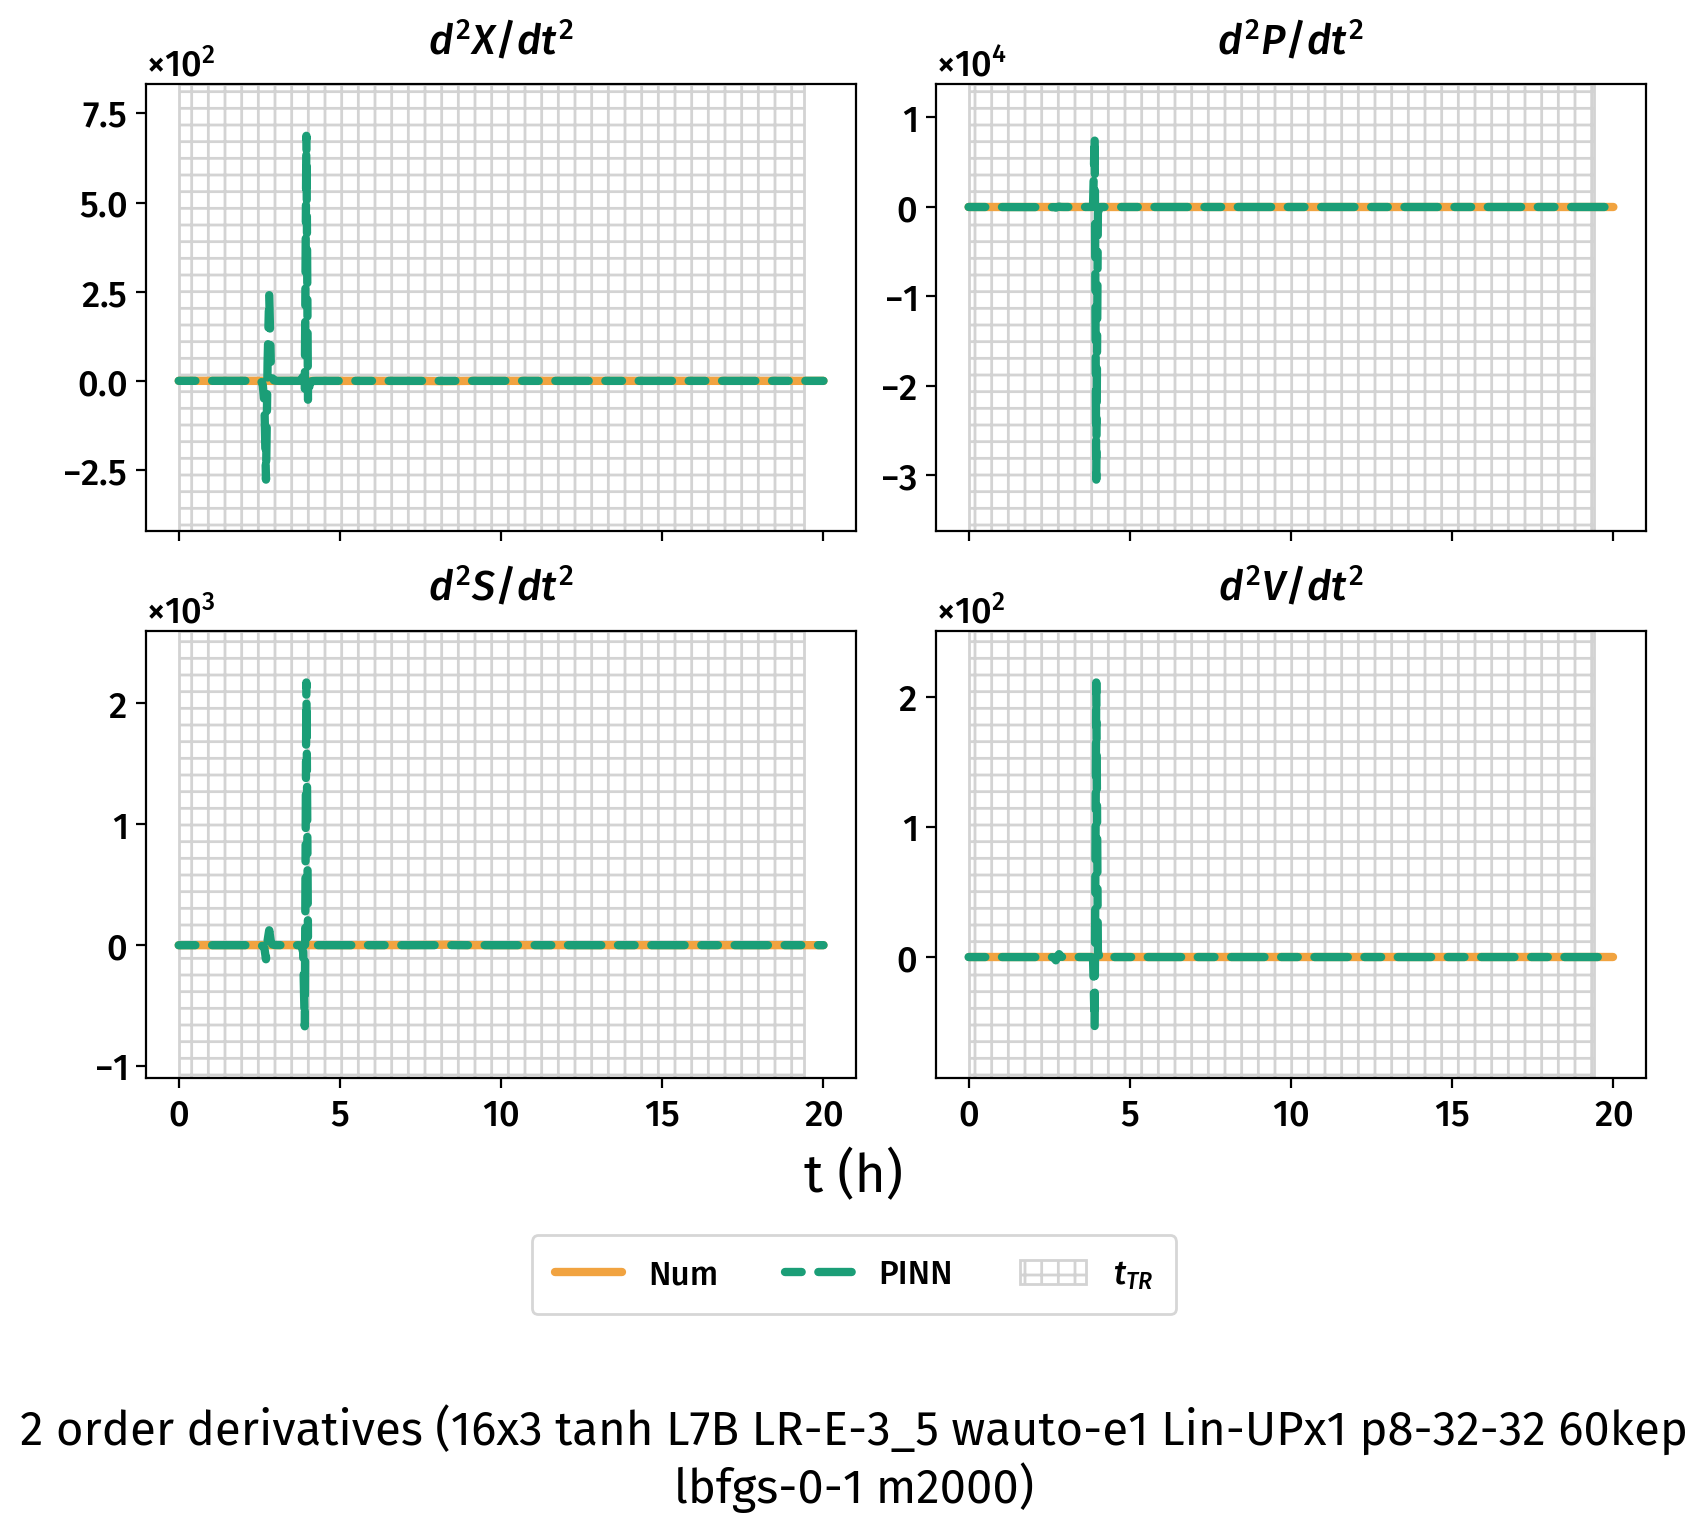 d²X/dt²
×10²
7.5
5.0
2.5
0.0
−2.5
d²P/dt²
×10⁴
1
0
−1
−2
−3
d²S/dt²
×10³
2
1
0
−1
0 5 10 15 20
d²V/dt²
×10²
2
1
0
0 5 10 15 20
t (h)
Num PINN t_TR
2 order derivatives (16x3 tanh L7B LR-E-3_5 wauto-e1 Lin-UPx1 p8-32-32 60kep
lbfgs-0-1 m2000)